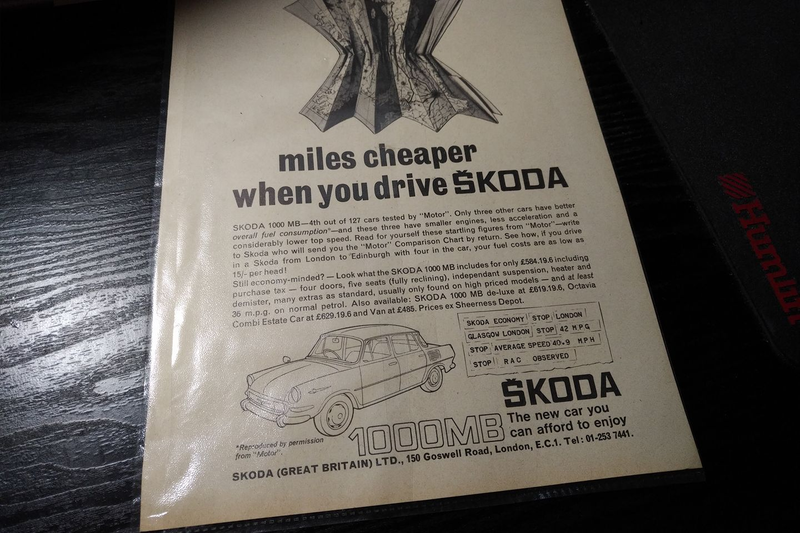 miles cheaper
when you drive ŠKODA
SKODA 1000 MB—4th out of 127 cars tested by "Motor". Only three other cars have better
overall fuel consumption*—and these three have smaller engines, less acceleration and a
considerably lower top speed. Read for yourself these startling figures from "Motor"—write
to Skoda who will send you the "Motor" Comparison Chart by return. See how, if you drive
in a Skoda from London to Edinburgh with four in the car, your fuel costs are as low as
15/- per head!
Still economy-minded? — Look what the SKODA 1000 MB includes for only £584.19.6 including
purchase tax — four doors, five seats (fully reclining), independant suspension, heater and
demister, many extras as standard, usually only found on high priced models — and at least
36 m.p.g. on normal petrol. Also available: SKODA 1000 MB de-luxe at £619.19.6, Octavia
Combi Estate Car at £629.19.6 and Van at £485. Prices ex Sheerness Depot.
SKODA ECONOMY STOP LONDON
GLASGOW LONDON STOP 42 MPG
STOP AVERAGE SPEED 40·9 MPH
STOP RAC OBSERVED
ŠKODA
1000MB
The new car you
can afford to enjoy
*Reproduced by permission
from "Motor".
SKODA (GREAT BRITAIN) LTD., 150 Goswell Road, London, E.C.1. Tel: 01-253 7441.